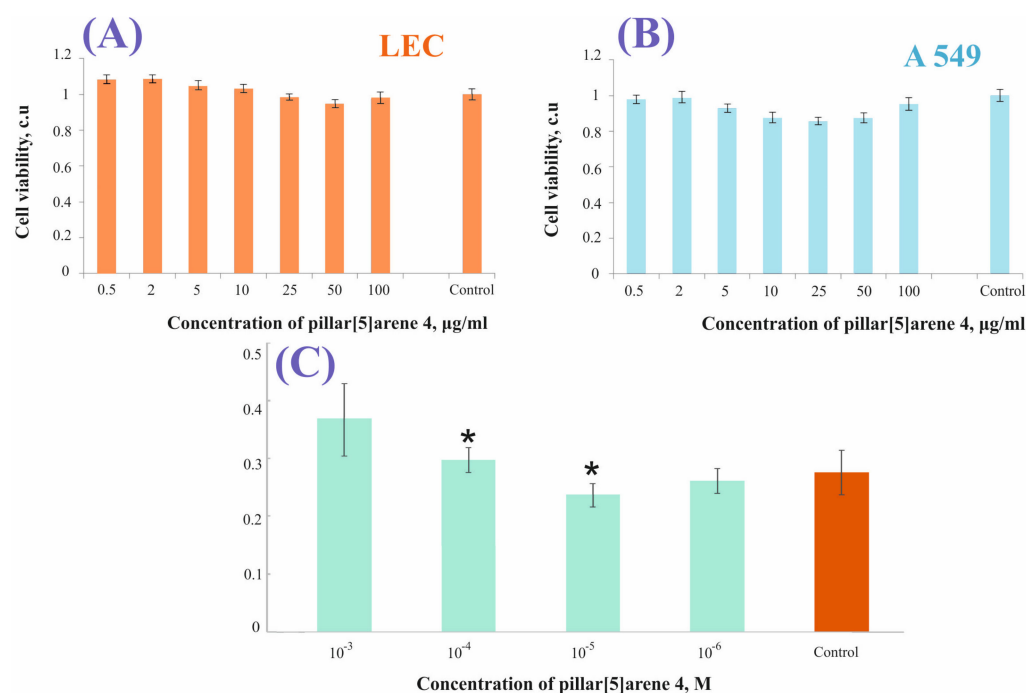 (A)
LEC
Cell viability, c.u
1.2
1
0.8
0.6
0.4
0.2
0
0.5 2 5 10 25 50 100 Control
Concentration of pillar[5]arene 4, µg/ml
(B)
A 549
Cell viability, c.u
1.2
1
0.8
0.6
0.4
0.2
0
0.5 2 5 10 25 50 100 Control
Concentration of pillar[5]arene 4, µg/ml
(C)
0.5
0.4
0.3
0.2
0.1
0
* *
10⁻³ 10⁻⁴ 10⁻⁵ 10⁻⁶ Control
Concentration of pillar[5]arene 4, M